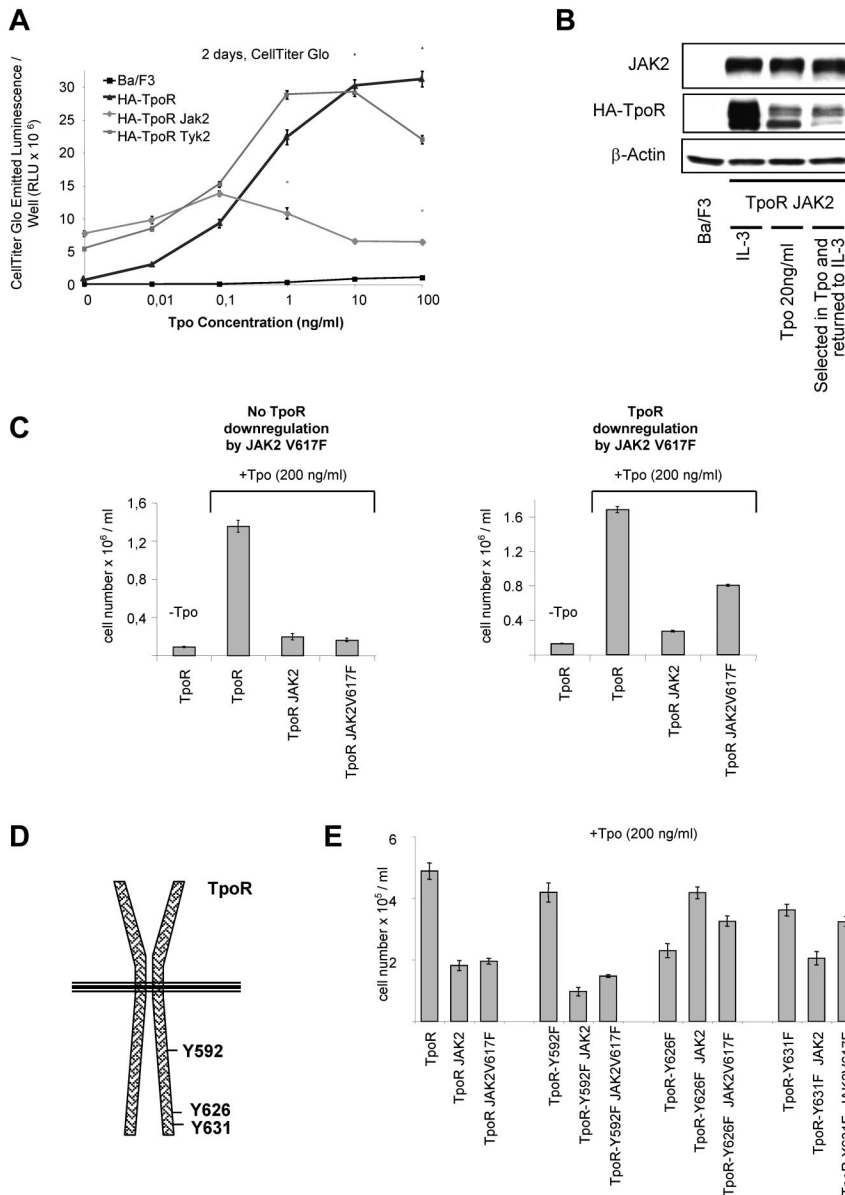 A
2 days, CellTiter Glo
CellTiter Glo Emitted Luminescence /
Well (RLU x 10 6)
30
25
20
15
10
5
0
Ba/F3
HA-TpoR
HA-TpoR Jak2
HA-TpoR Tyk2
0
0,01
0,1
1
10
100
Tpo Concentration (ng/ml)
B
JAK2
HA-TpoR
β-Actin
Ba/F3
TpoR JAK2
IL-3
Tpo 20ng/ml
Selected in Tpo and
returned to IL-3
C
No TpoR
downregulation
by JAK2 V617F
+Tpo (200 ng/ml)
cell number x 10⁶ / ml
1.6
1.2
0.8
0.4
-Tpo
TpoR
TpoR
TpoR JAK2
TpoR JAK2V617F
TpoR
downregulation
by JAK2 V617F
+Tpo (200 ng/ml)
cell number x 10⁶ / ml
1.6
1.2
0.8
0.4
-Tpo
TpoR
TpoR
TpoR JAK2
TpoR JAK2V617F
D
TpoR
Y592
Y626
Y631
E
+Tpo (200 ng/ml)
cell number x 10⁵ / ml
6
4
2
TpoR
TpoR JAK2
TpoR JAK2V617F
TpoR-Y592F
TpoR-Y592F JAK2
TpoR-Y592F JAK2V617F
TpoR-Y626F
TpoR-Y626F JAK2
TpoR-Y626F JAK2V617F
TpoR-Y631F
TpoR-Y631F JAK2
TpoR-Y631F JAK2V617F